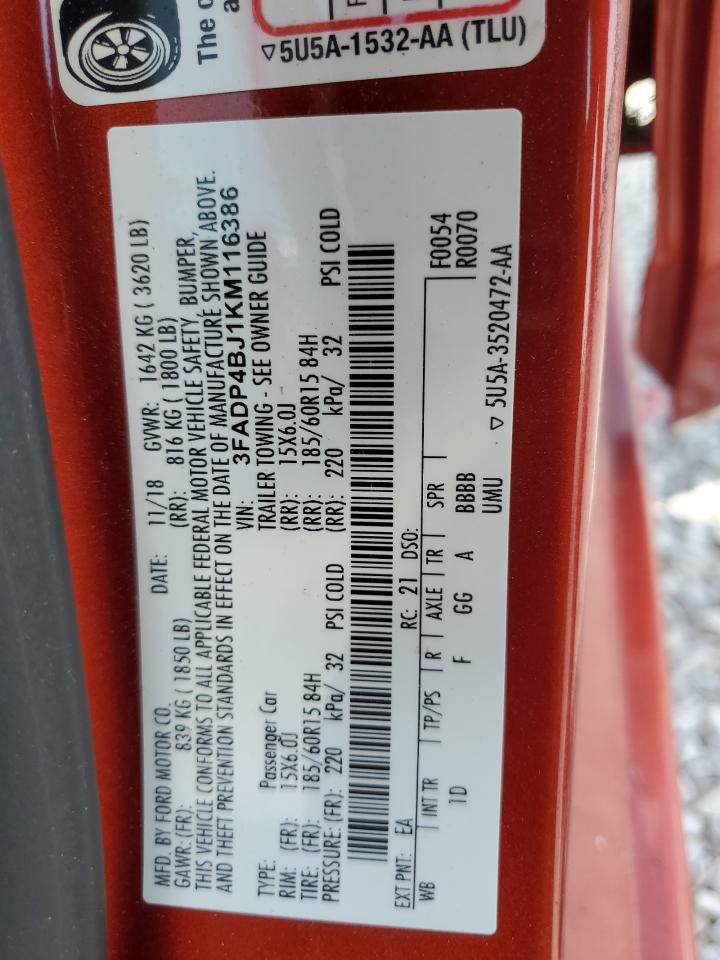 The c
a
▽5U5A-1532-AA (TLU)
MFD. BY FORD MOTOR CO. DATE: 11/18 GVWR: 1642 KG ( 3620 LB)
GAWR:(FR): 839 KG ( 1850 LB) (RR): 816 KG ( 1800 LB)
THIS VEHICLE CONFORMS TO ALL APPLICABLE FEDERAL MOTOR VEHICLE SAFETY, BUMPER,
AND THEFT PREVENTION STANDARDS IN EFFECT ON THE DATE OF MANUFACTURE SHOWN ABOVE.
VIN: 3FADP4BJ1KM116386
TYPE: Passenger Car TRAILER TOWING - SEE OWNER GUIDE
RIM: (FR): 15X6.0J (RR): 15X6.0J
TIRE: (FR): 185/60R15 84H (RR): 185/60R15 84H
PRESSURE: (FR): 220 kPa/ 32 PSI COLD (RR): 220 kPa/ 32 PSI COLD
EXT PNT: EA RC: 21 DSO: F0054
WB INT TR TP/PS R AXLE TR SPR R0070
1D F GG A BBBB
UMU ▽ 5U5A-3520472-AA